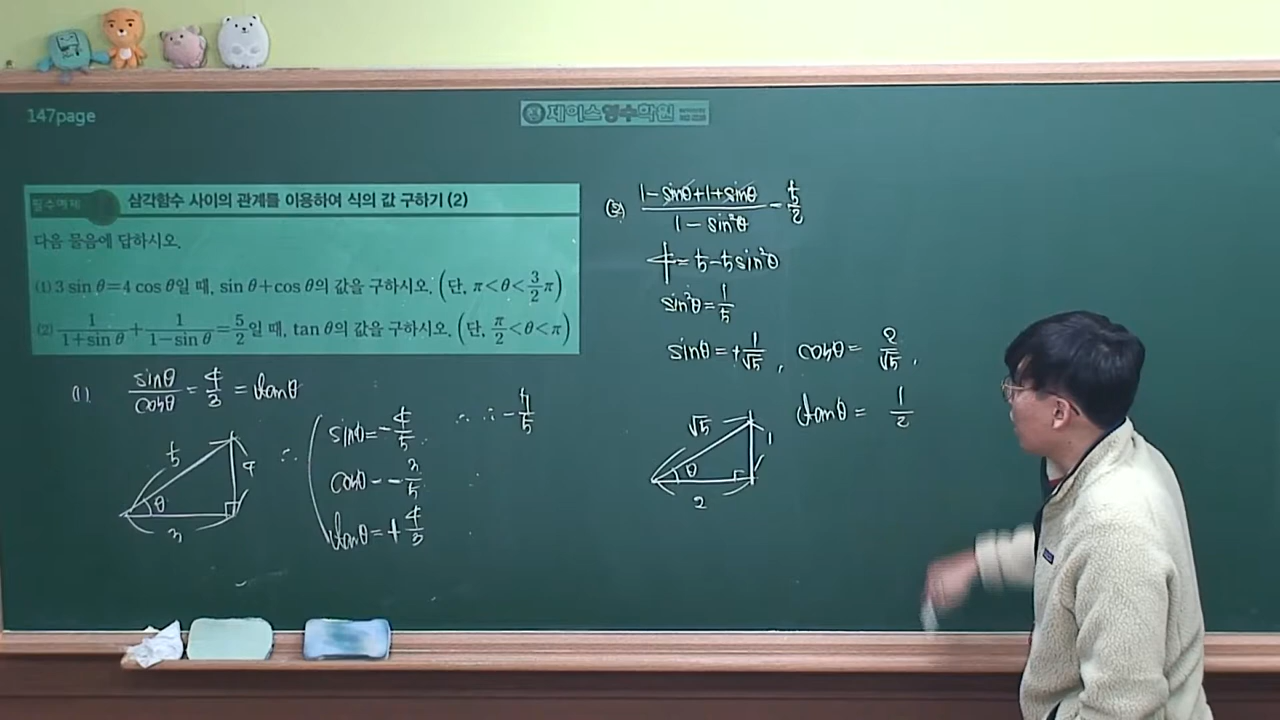 147page
제이스영수학원
필수예제
삼각함수 사이의 관계를 이용하여 식의 값 구하기 (2)
다음 물음에 답하시오.
(1) 3 sin θ=4 cos θ일 때, sin θ+cos θ의 값을 구하시오. (단, π<θ<3/2π)
(2) 1/(1+sin θ)+1/(1-sin θ)=5/2일 때, tan θ의 값을 구하시오. (단, π/2<θ<π)
(1). sinθ/cosθ = 4/3 = tanθ
5
4
θ
3
∴ sinθ=-4/5.
cosθ=-3/5
tanθ=+4/3
∴ ∴ -7/5
(2) (1-sinθ+1+sinθ)/(1-sin²θ) = 5/2
4=5-5sin²θ
sin²θ=1/5
sinθ=+1/√5, cosθ= 2/√5,
tanθ= 1/2
√5
1
θ
2